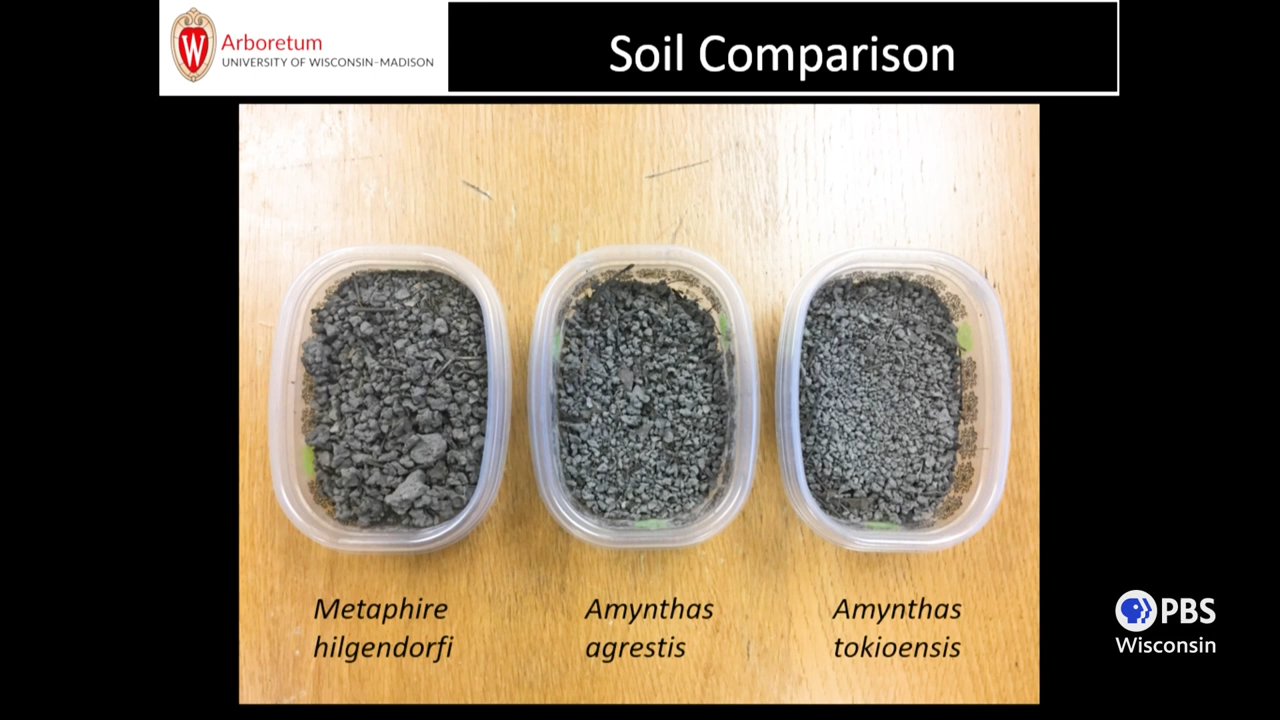 W
Arboretum
UNIVERSITY OF WISCONSIN–MADISON
Soil Comparison
Metaphire
hilgendorfi
Amynthas
agrestis
Amynthas
tokioensis
PBS
Wisconsin